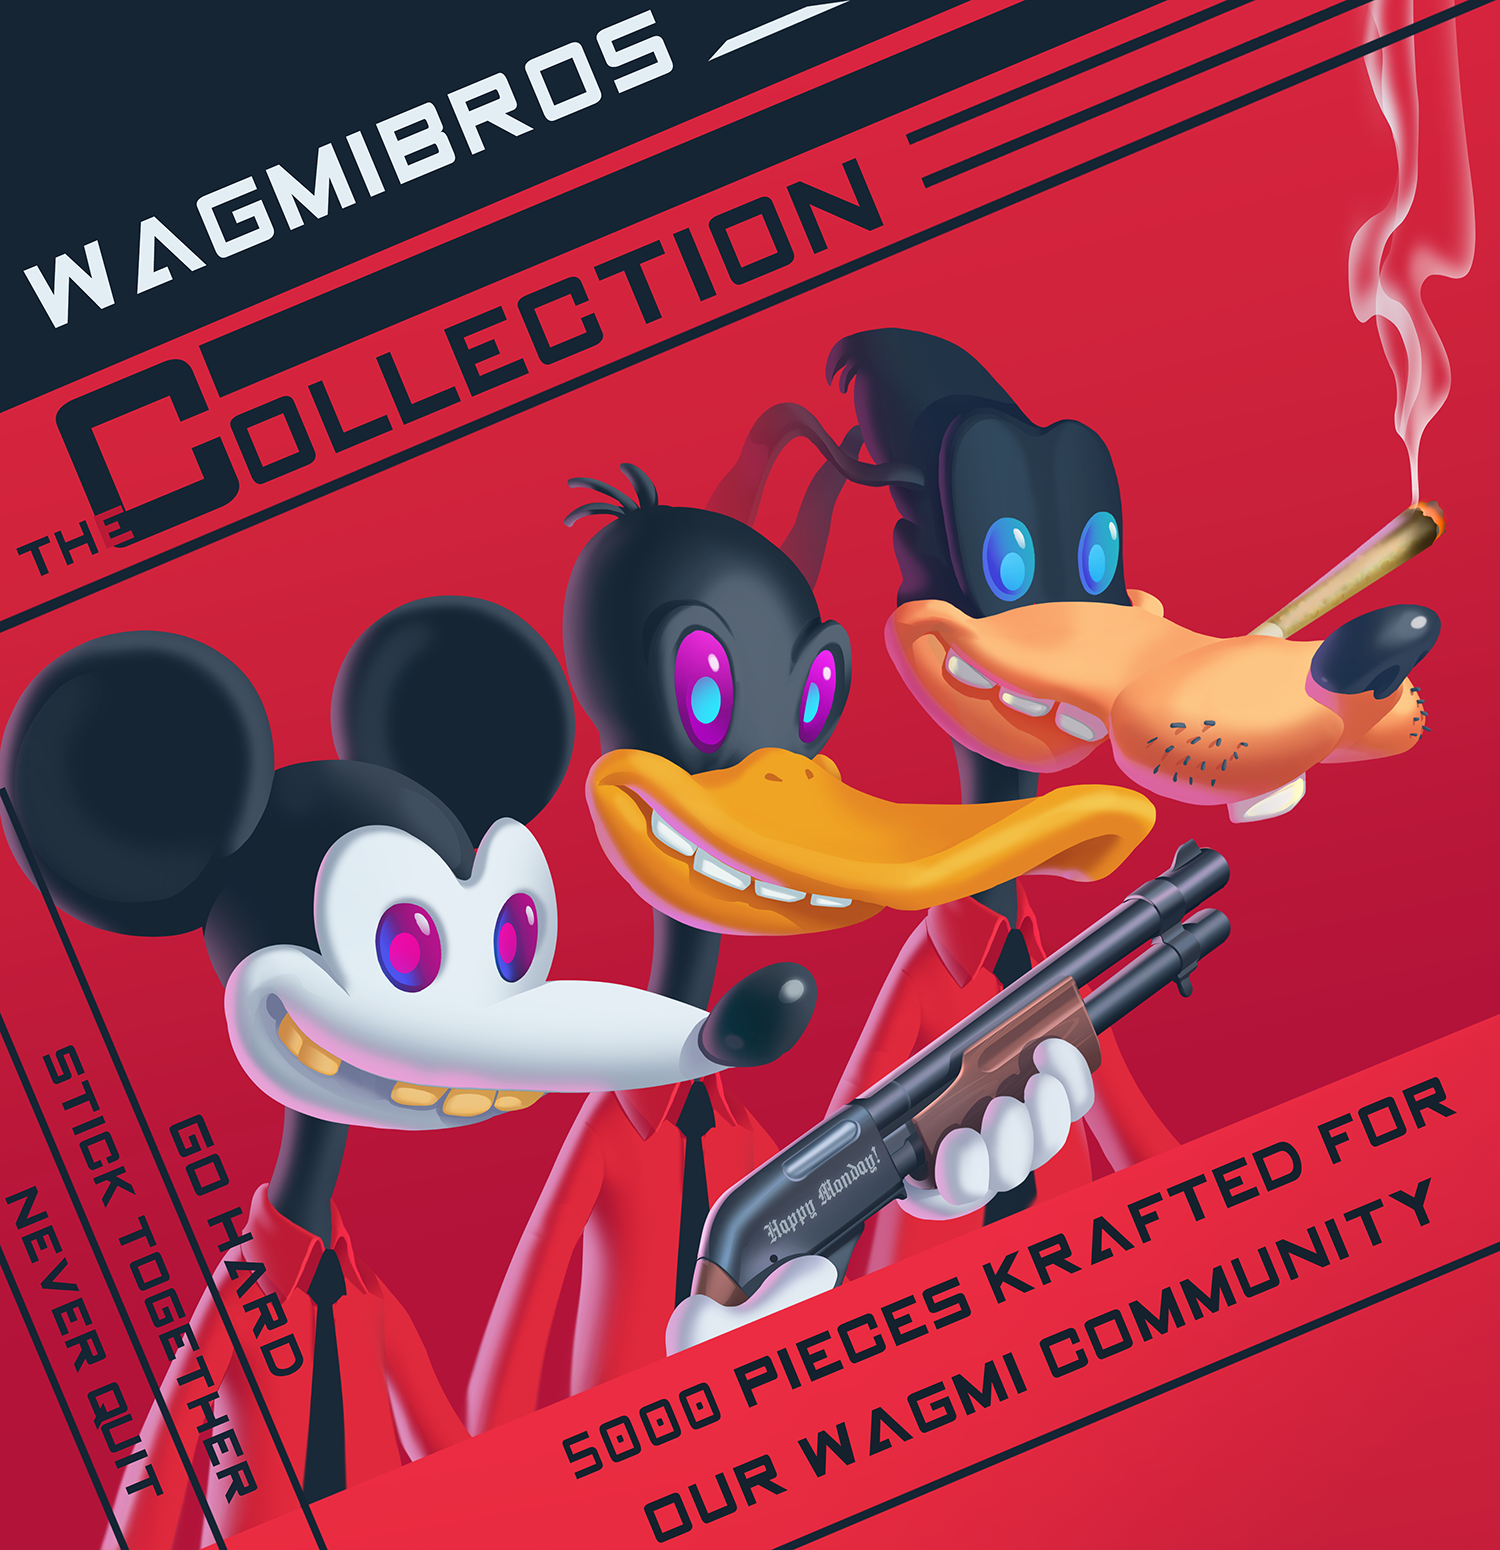 WAGMIBROS
THE COLLECTION
GO HARD
STICK TOGETHER
NEVER QUIT
Happy Monday!
5000 PIECES KRAFTED FOR
OUR WAGMI COMMUNITY